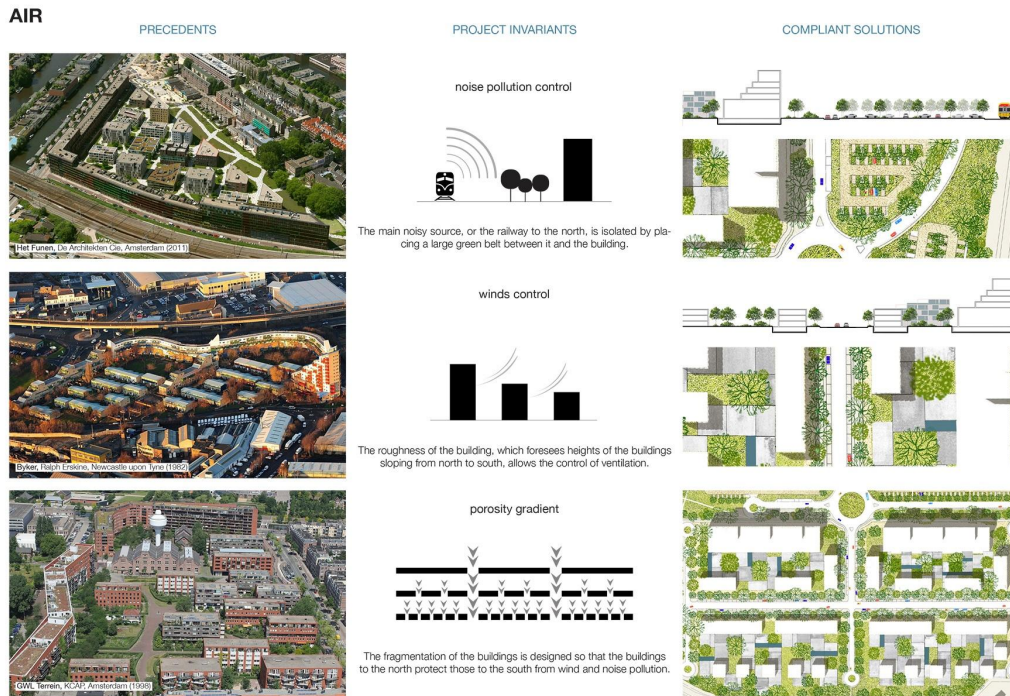 AIR
PRECEDENTS
PROJECT INVARIANTS
COMPLIANT SOLUTIONS
Het Funen, De Architekten Cie, Amsterdam (2011)
noise pollution control
The main noisy source, or the railway to the north, is isolated by pla-
cing a large green belt between it and the building.
Byker, Ralph Erskine, Newcastle upon Tyne (1982)
winds control
The roughness of the building, which foresees heights of the buildings
sloping from north to south, allows the control of ventilation.
GWL Terrein, KCAP, Amsterdam (1998)
porosity gradient
The fragmentation of the buildings is designed so that the buildings
to the north protect those to the south from wind and noise pollution.